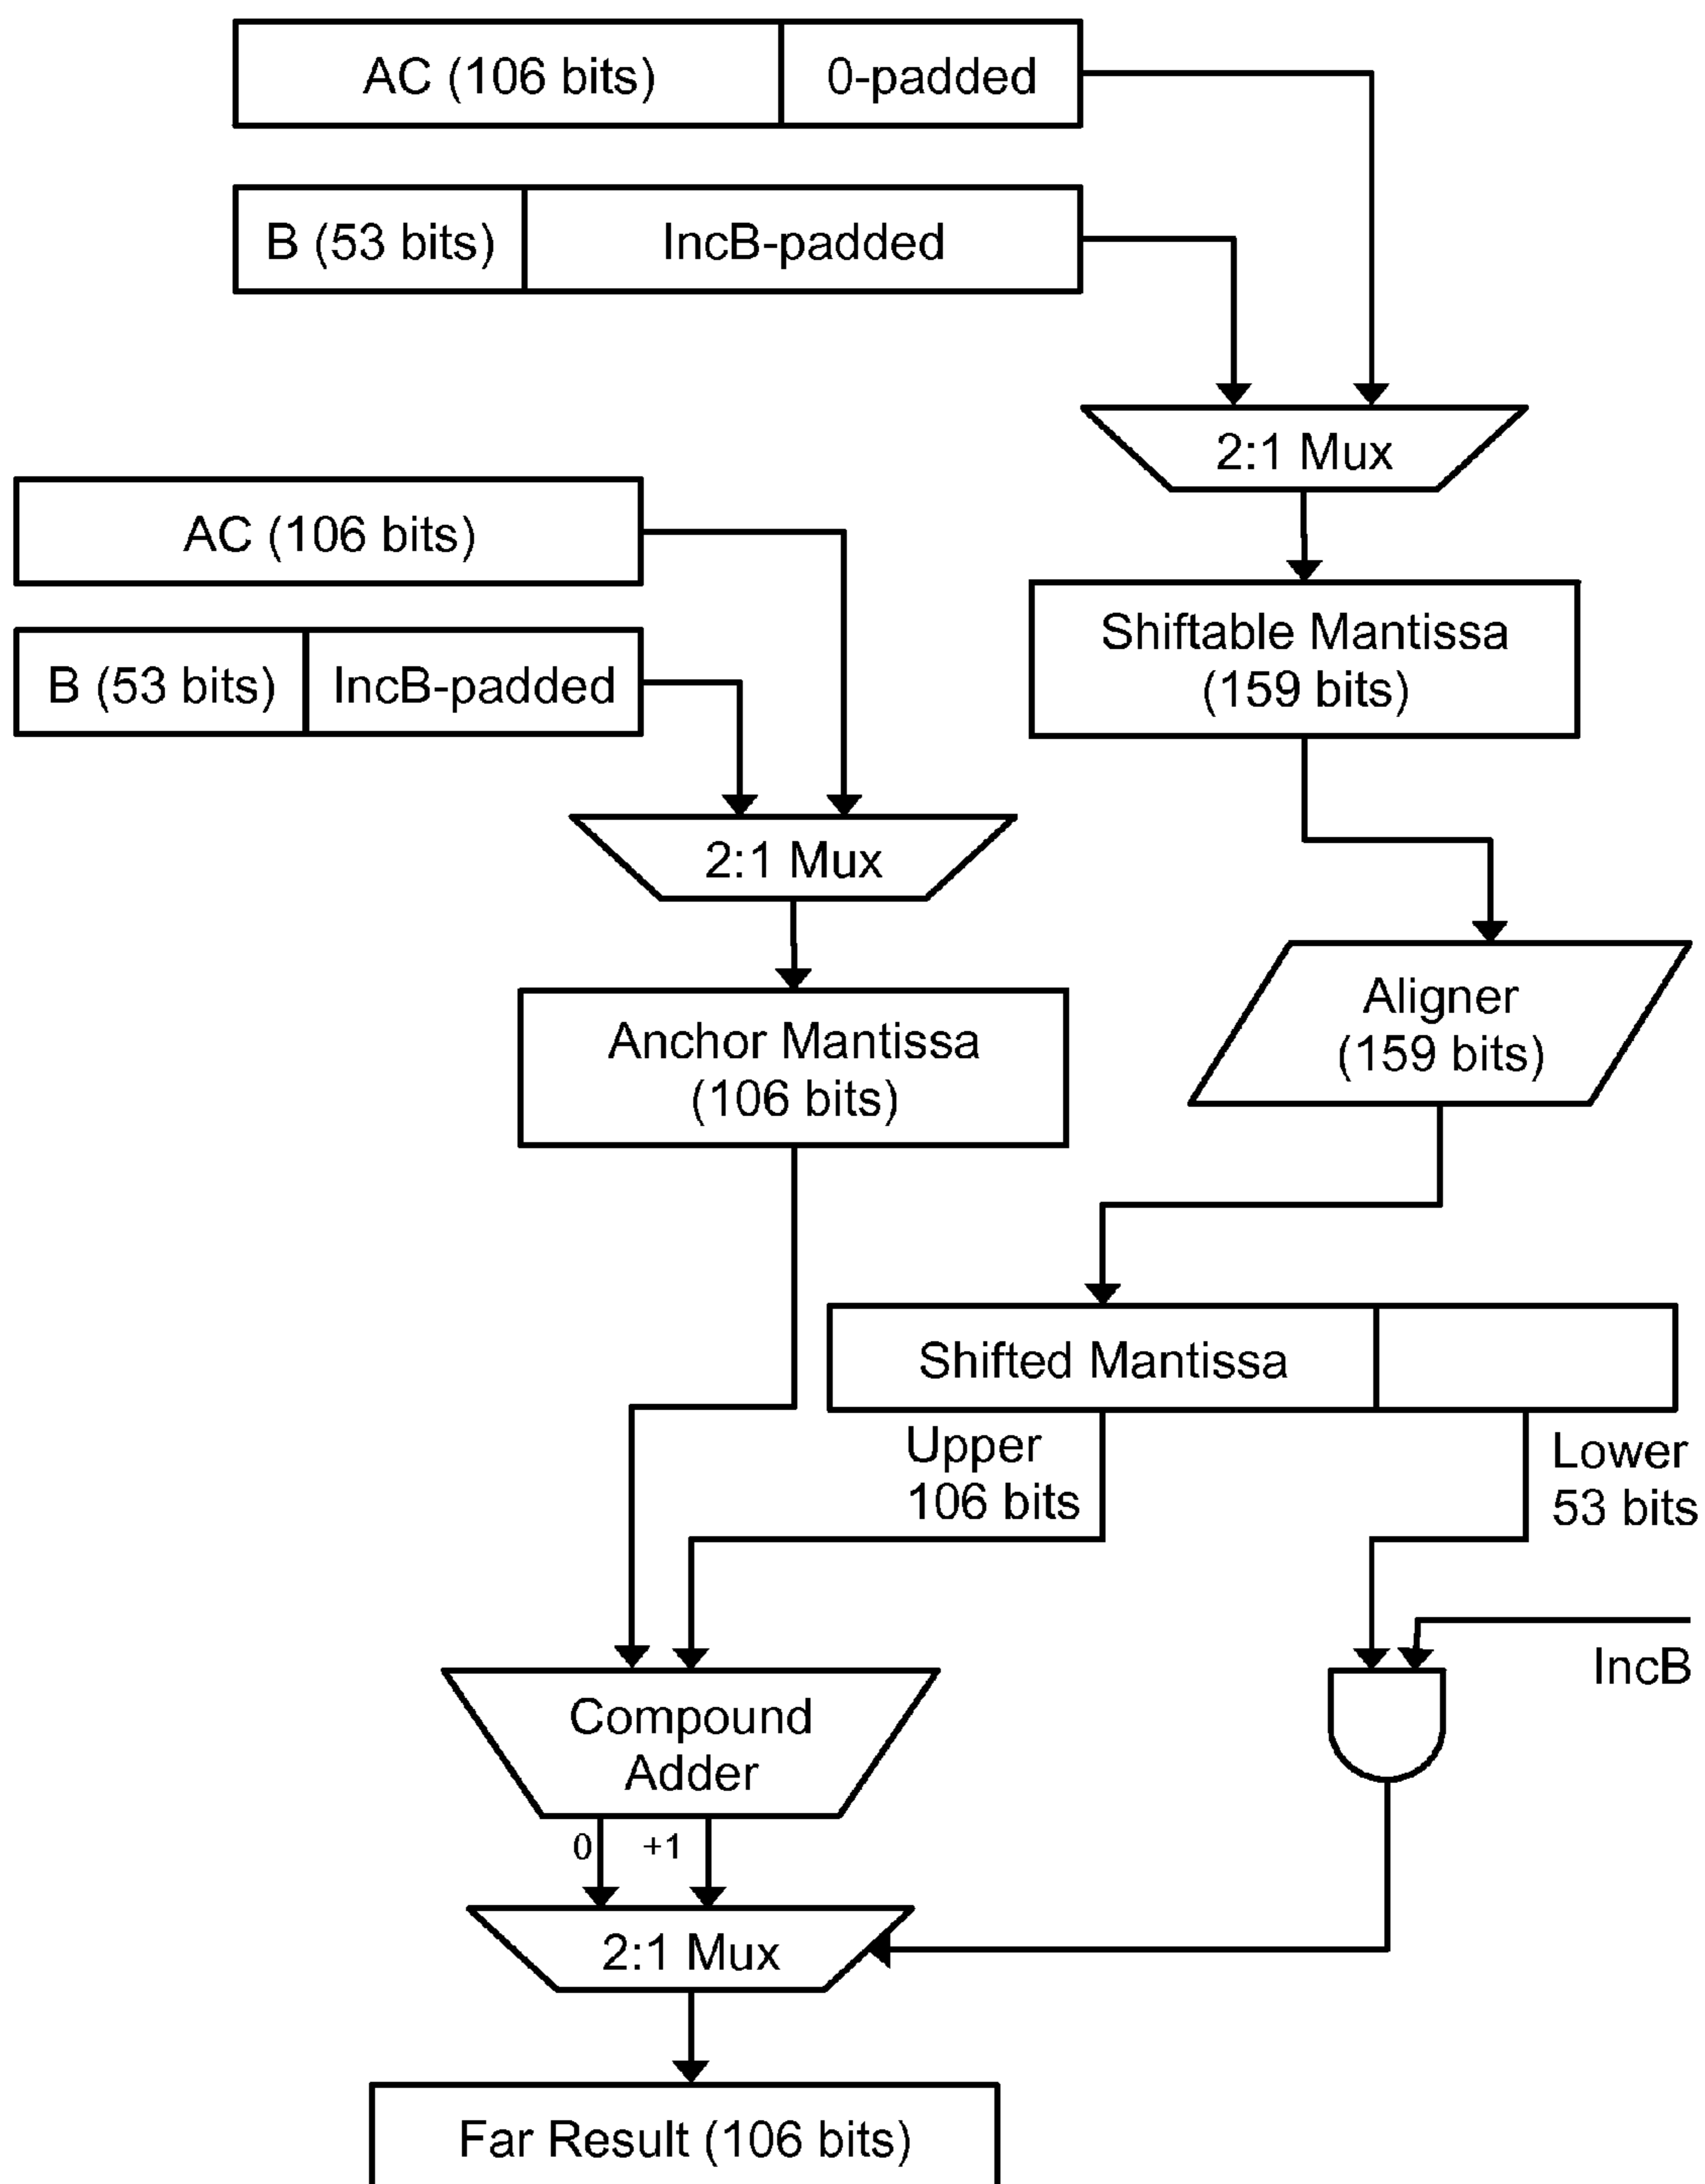 AC (106 bits)
0-padded
B (53 bits)
IncB-padded
2:1 Mux
AC (106 bits)
Shiftable Mantissa
(159 bits)
B (53 bits)
IncB-padded
2:1 Mux
Aligner
(159 bits)
Anchor Mantissa
(106 bits)
Shifted Mantissa
Upper
106 bits
Lower
53 bits
IncB
Compound
Adder
0
+1
2:1 Mux
Far Result (106 bits)